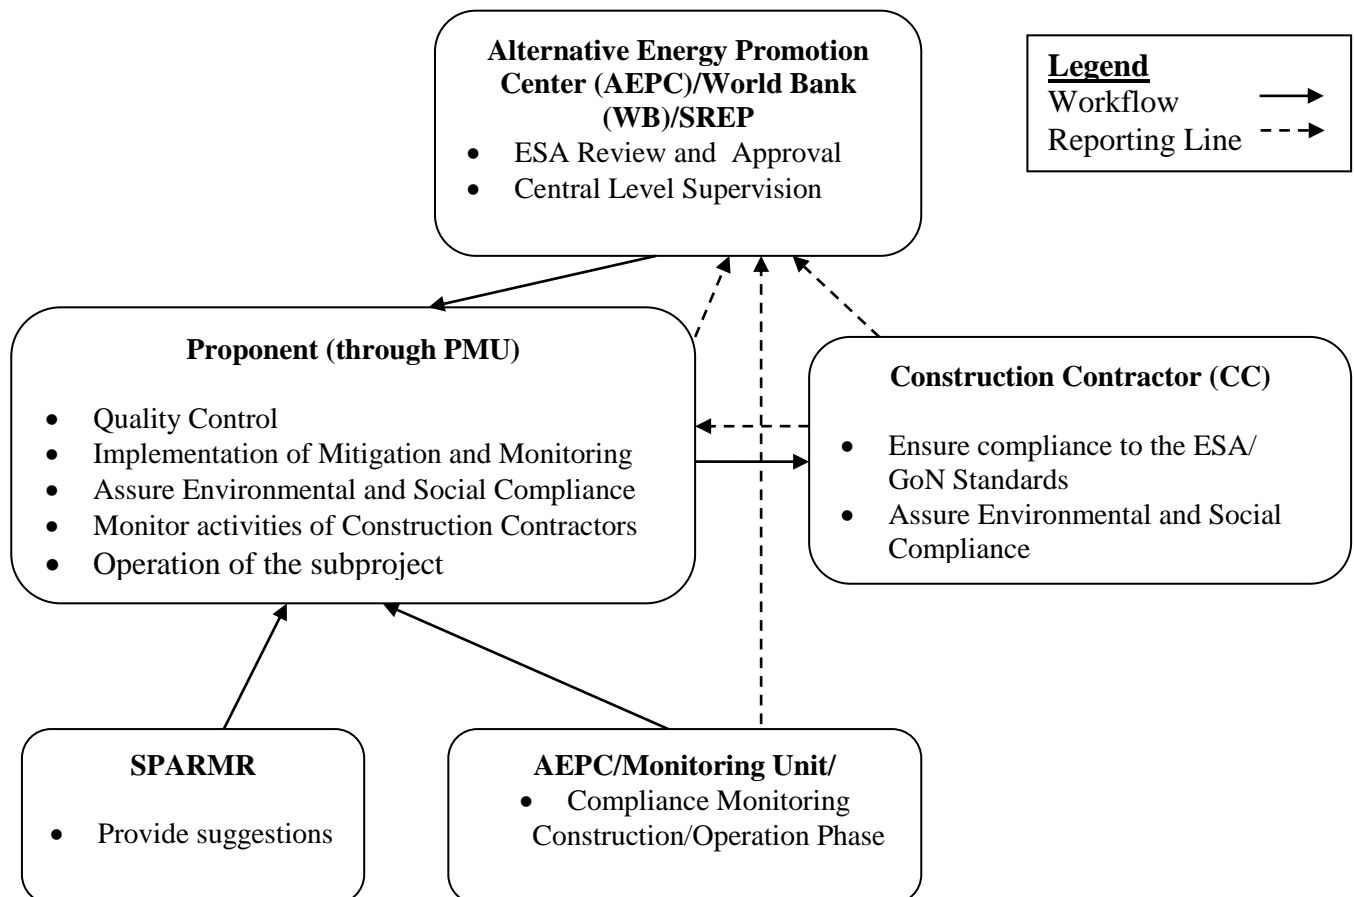 Alternative Energy Promotion
Center (AEPC)/World Bank
(WB)/SREP
• ESA Review and Approval
• Central Level Supervision
Legend
Workflow
Reporting Line
Proponent (through PMU)
• Quality Control
• Implementation of Mitigation and Monitoring
• Assure Environmental and Social Compliance
• Monitor activities of Construction Contractors
• Operation of the subproject
Construction Contractor (CC)
• Ensure compliance to the ESA/
GoN Standards
• Assure Environmental and Social
Compliance
SPARMR
• Provide suggestions
AEPC/Monitoring Unit/
• Compliance Monitoring
Construction/Operation Phase